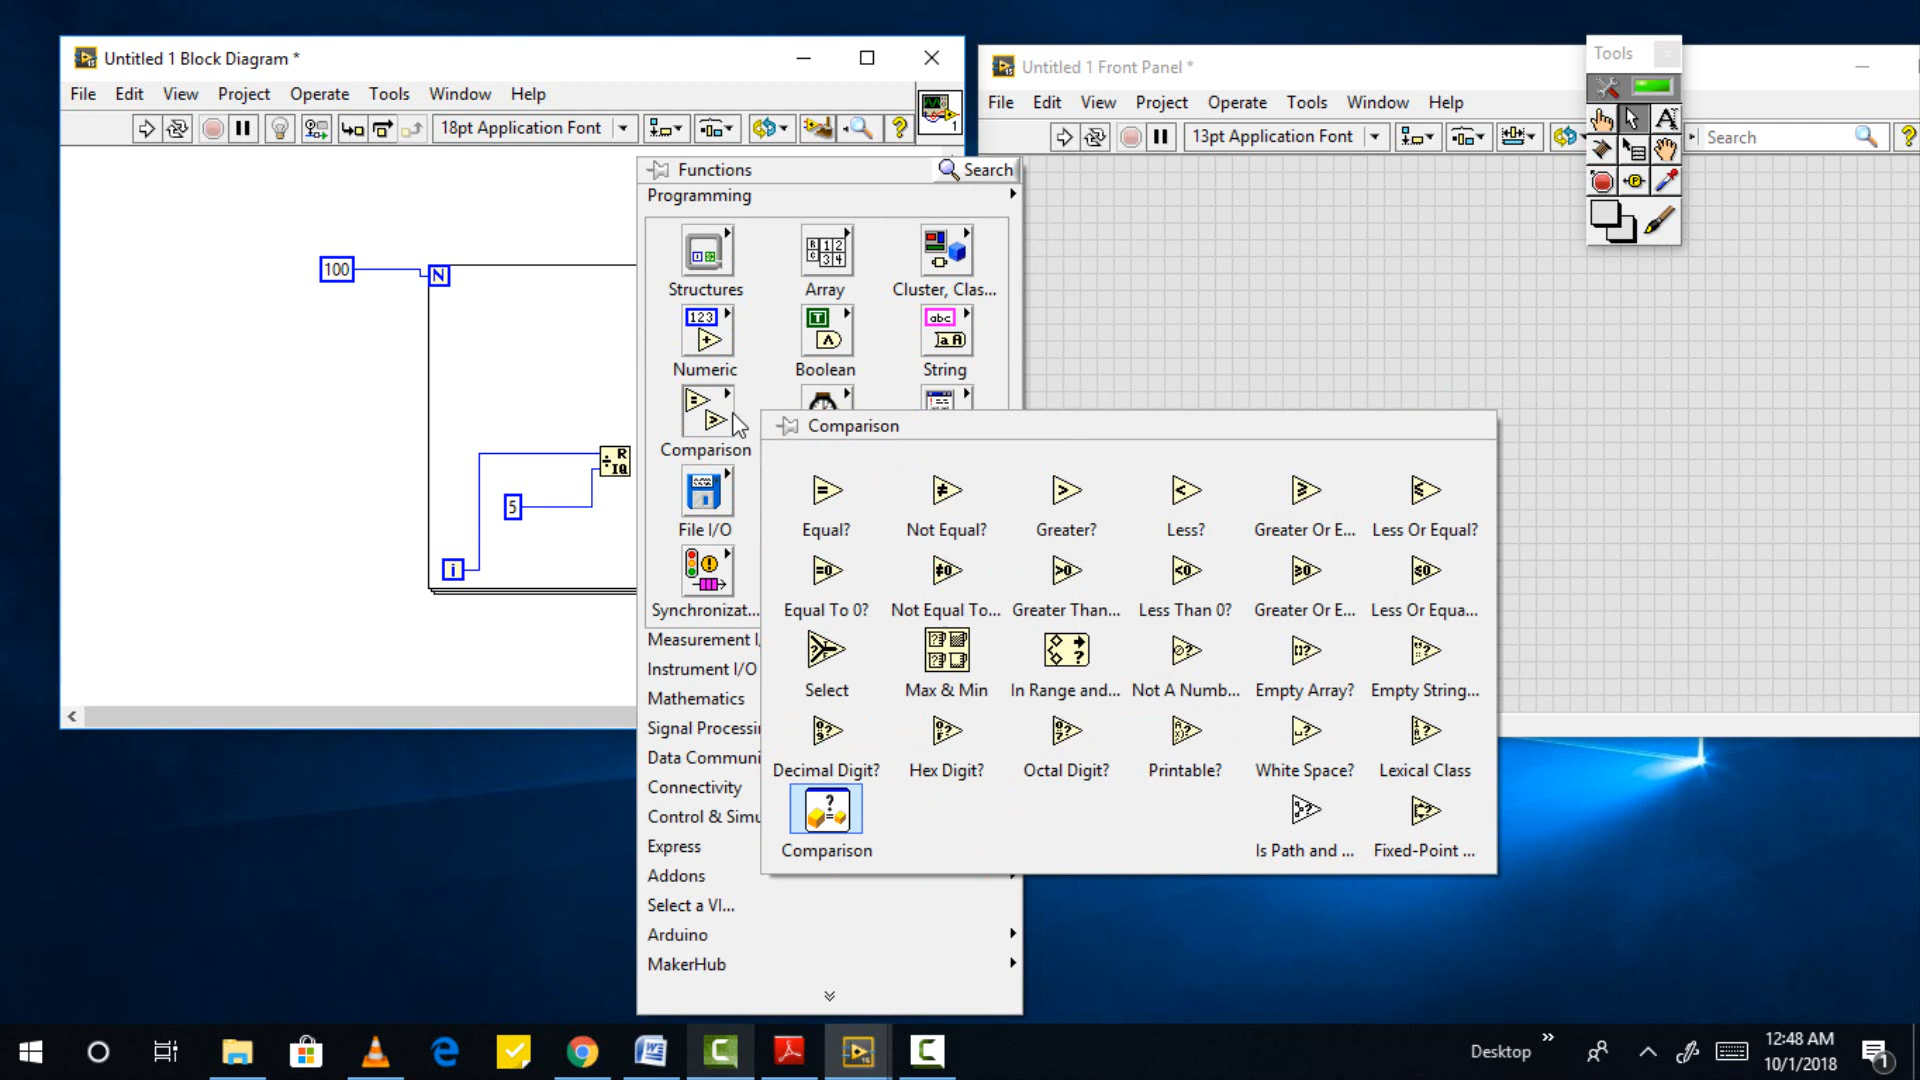 Untitled 1 Block Diagram *
File Edit View Project Operate Tools Window Help
18pt Application Font
100
N
R
IQ
5
i
Untitled 1 Front Panel *
File Edit View Project Operate Tools Window Help
13pt Application Font
Search
Tools
Functions
Search
Programming
Structures
Array
Cluster, Clas...
Numeric
Boolean
String
Comparison
File I/O
Synchronizat...
Measurement I
Instrument I/O
Mathematics
Signal Processi
Data Communi
Connectivity
Control & Simu
Express
Addons
Select a VI...
Arduino
MakerHub
Comparison
Equal?
Not Equal?
Greater?
Less?
Greater Or E...
Less Or Equal?
Equal To 0?
Not Equal To...
Greater Than...
Less Than 0?
Greater Or E...
Less Or Equa...
Select
Max & Min
In Range and...
Not A Numb...
Empty Array?
Empty String...
Decimal Digit?
Hex Digit?
Octal Digit?
Printable?
White Space?
Lexical Class
Comparison
Is Path and ...
Fixed-Point ...
Desktop
12:48 AM
10/1/2018
1